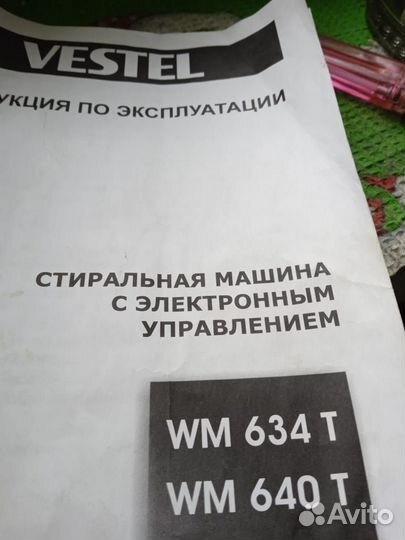 VESTEL
УКЦИЯ ПО ЭКСПЛУАТАЦИИ
СТИРАЛЬНАЯ МАШИНА
С ЭЛЕКТРОННЫМ
УПРАВЛЕНИЕМ
WM 634 T
WM 640 T
Avito